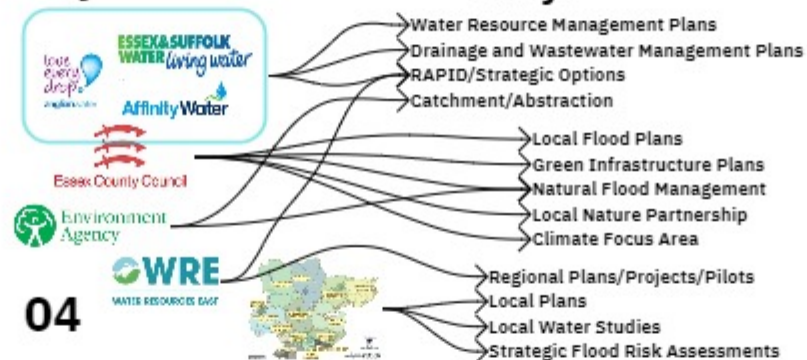 Water Resource Management Plans
Drainage and Wastewater Management Plans
RAPID/Strategic Options
Catchment/Abstraction
love
every
drop
anglianwater
ESSEX&SUFFOLK
WATER living water
AffinityWater
Essex County Council
Local Flood Plans
Green Infrastructure Plans
Natural Flood Management
Local Nature Partnership
Climate Focus Area
Environment
Agency
WRE
WATER RESOURCES EAST
Regional Plans/Projects/Pilots
Local Plans
Local Water Studies
Strategic Flood Risk Assessments
04